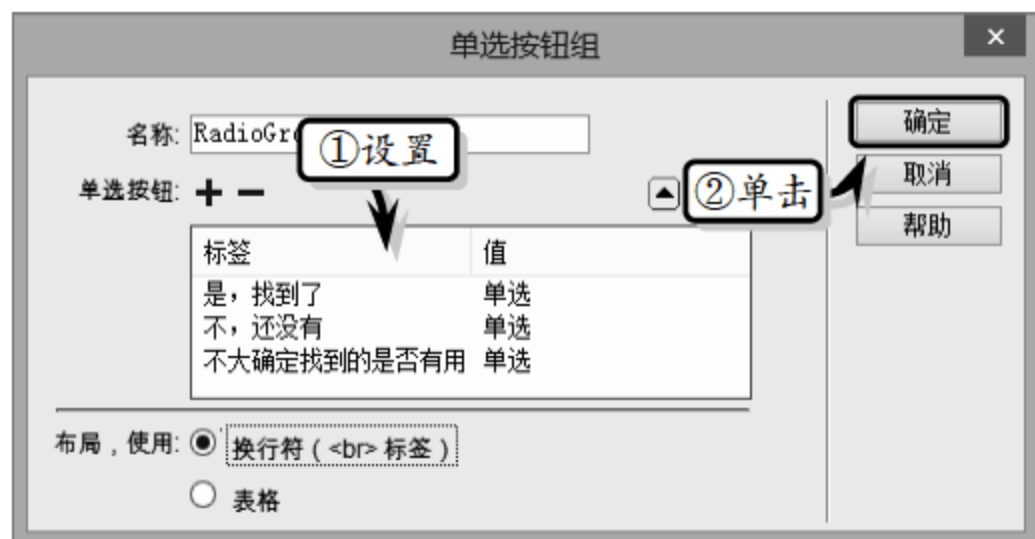 单选按钮组
名称: RadioGr
①设置
确定
单选按钮:
②单击
取消
帮助
标签 值
是，找到了 单选
不，还没有 单选
不大确定找到的是否有用 单选
布局，使用: 换行符（<br> 标签）
表格